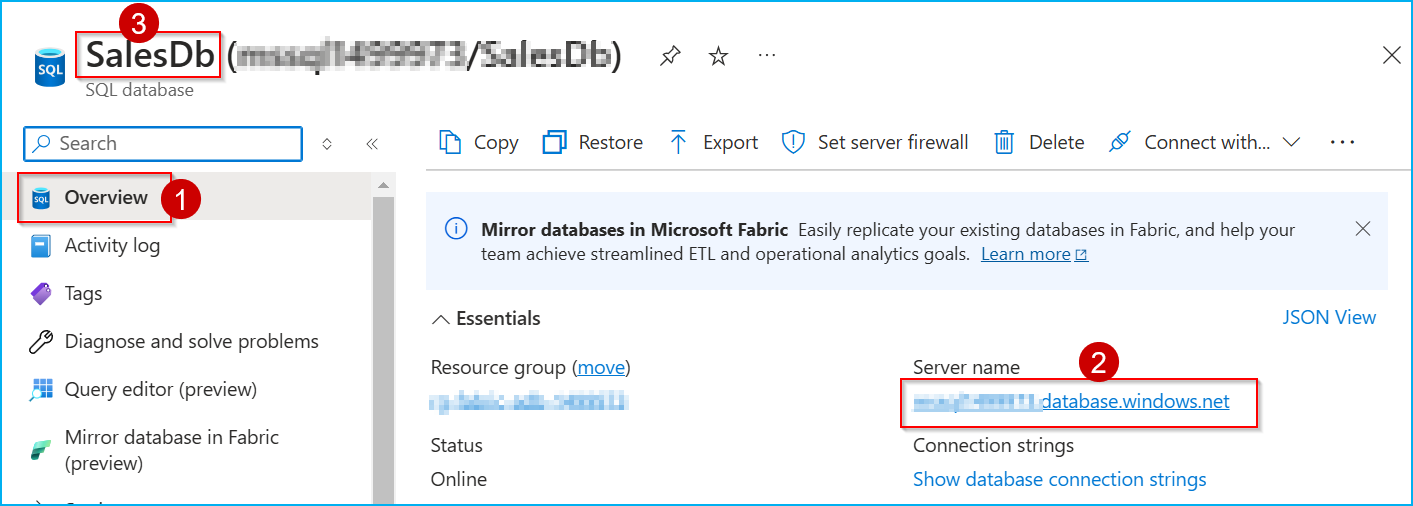 3
SalesDb (mssql1499973/SalesDb)
SQL
SQL database
Search
Copy
Restore
Export
Set server firewall
Delete
Connect with...
SQL
Overview
1
Activity log
Tags
Diagnose and solve problems
Query editor (preview)
Mirror database in Fabric
(preview)
Mirror databases in Microsoft Fabric Easily replicate your existing databases in Fabric, and help your
team achieve streamlined ETL and operational analytics goals. Learn more
Essentials
JSON View
Resource group (move)
Status
Online
Server name
2
database.windows.net
Connection strings
Show database connection strings